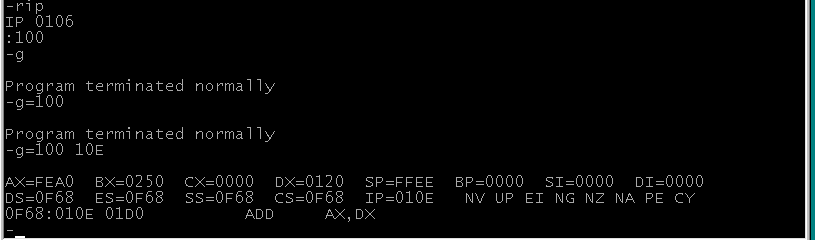 -rip
IP 0106
:100
-g
Program terminated normally
-g=100
Program terminated normally
-g=100 10E
AX=FEA0 BX=0250 CX=0000 DX=0120 SP=FFEE BP=0000 SI=0000 DI=0000
DS=0F68 ES=0F68 SS=0F68 CS=0F68 IP=010E NV UP EI NG NZ NA PE CY
0F68:010E 01D0 ADD AX,DX
-